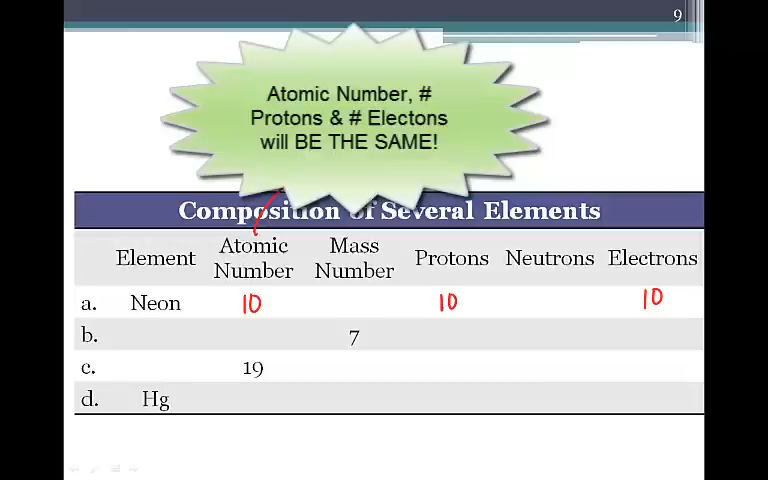 9
Atomic Number, #
Protons & # Electons
will BE THE SAME!
Composition of Several Elements
Element Atomic Number Mass Number Protons Neutrons Electrons
a. Neon 10 10 10
b. 7
c. 19
d. Hg